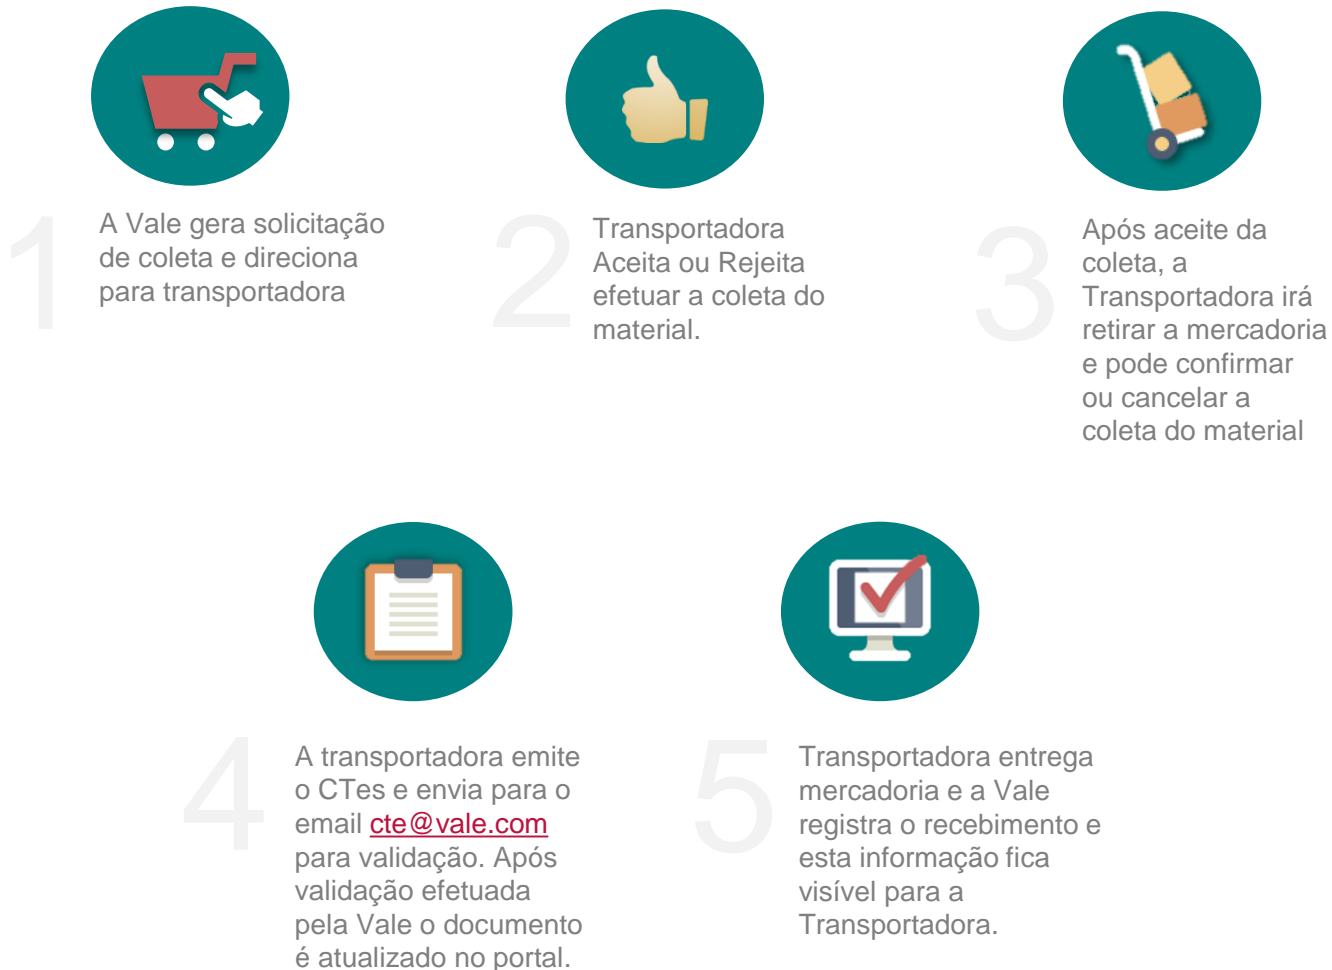 1
A Vale gera solicitação
de coleta e direciona
para transportadora
2
Transportadora
Aceita ou Rejeita
efetuar a coleta do
material.
3
Após aceite da
coleta, a
Transportadora irá
retirar a mercadoria
e pode confirmar
ou cancelar a
coleta do material
4
A transportadora emite
o CTes e envia para o
email cte@vale.com
para validação. Após
validação efetuada
pela Vale o documento
é atualizado no portal.
5
Transportadora entrega
mercadoria e a Vale
registra o recebimento e
esta informação fica
visível para a
Transportadora.